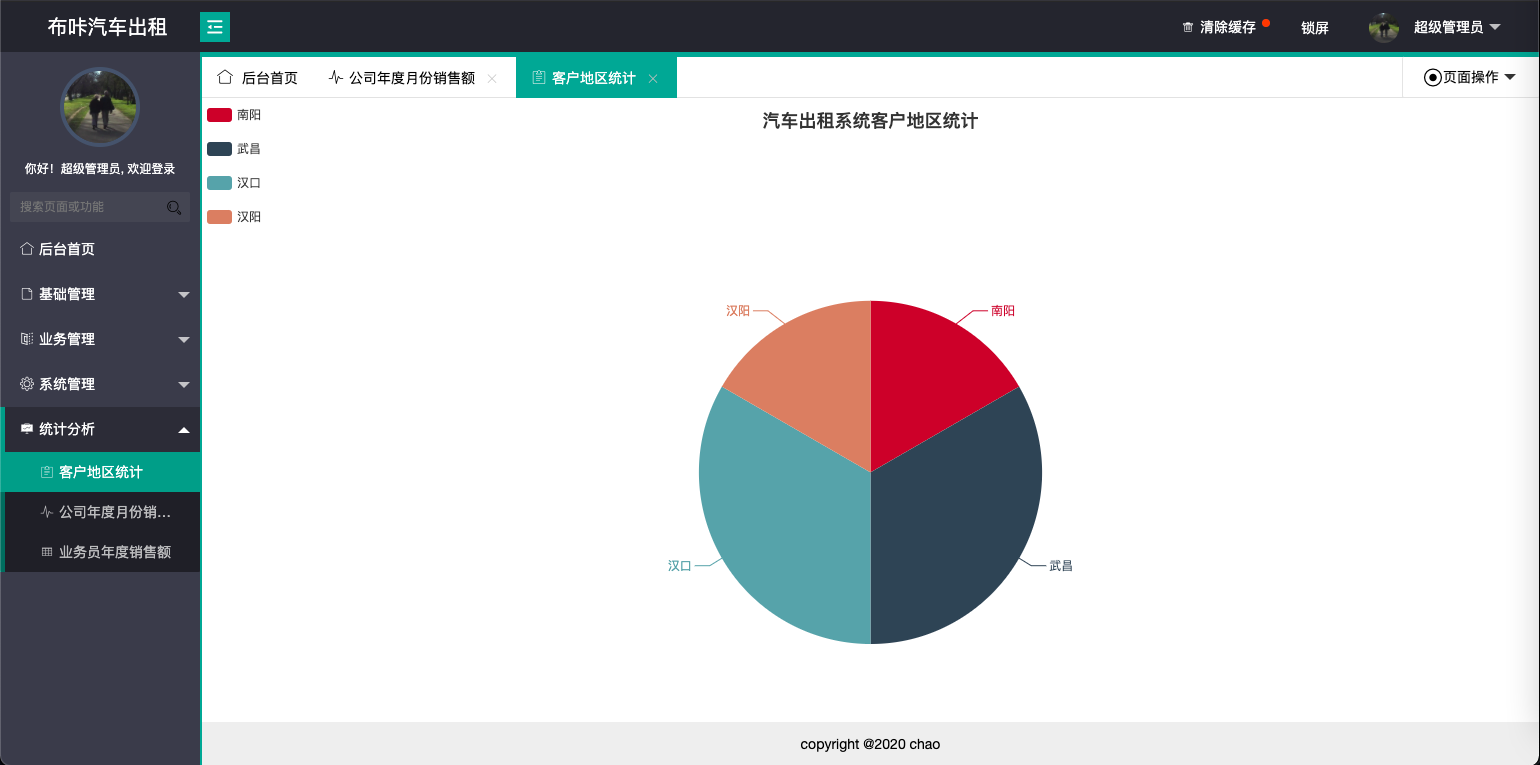 布咔汽车出租
清除缓存
锁屏
超级管理员
后台首页
公司年度月份销售额
客户地区统计
页面操作
你好！超级管理员, 欢迎登录
搜索页面或功能
后台首页
基础管理
业务管理
系统管理
统计分析
客户地区统计
公司年度月份销...
业务员年度销售额
南阳
武昌
汉口
汉阳
汽车出租系统客户地区统计
汉阳
南阳
汉口
武昌
copyright @2020 chao